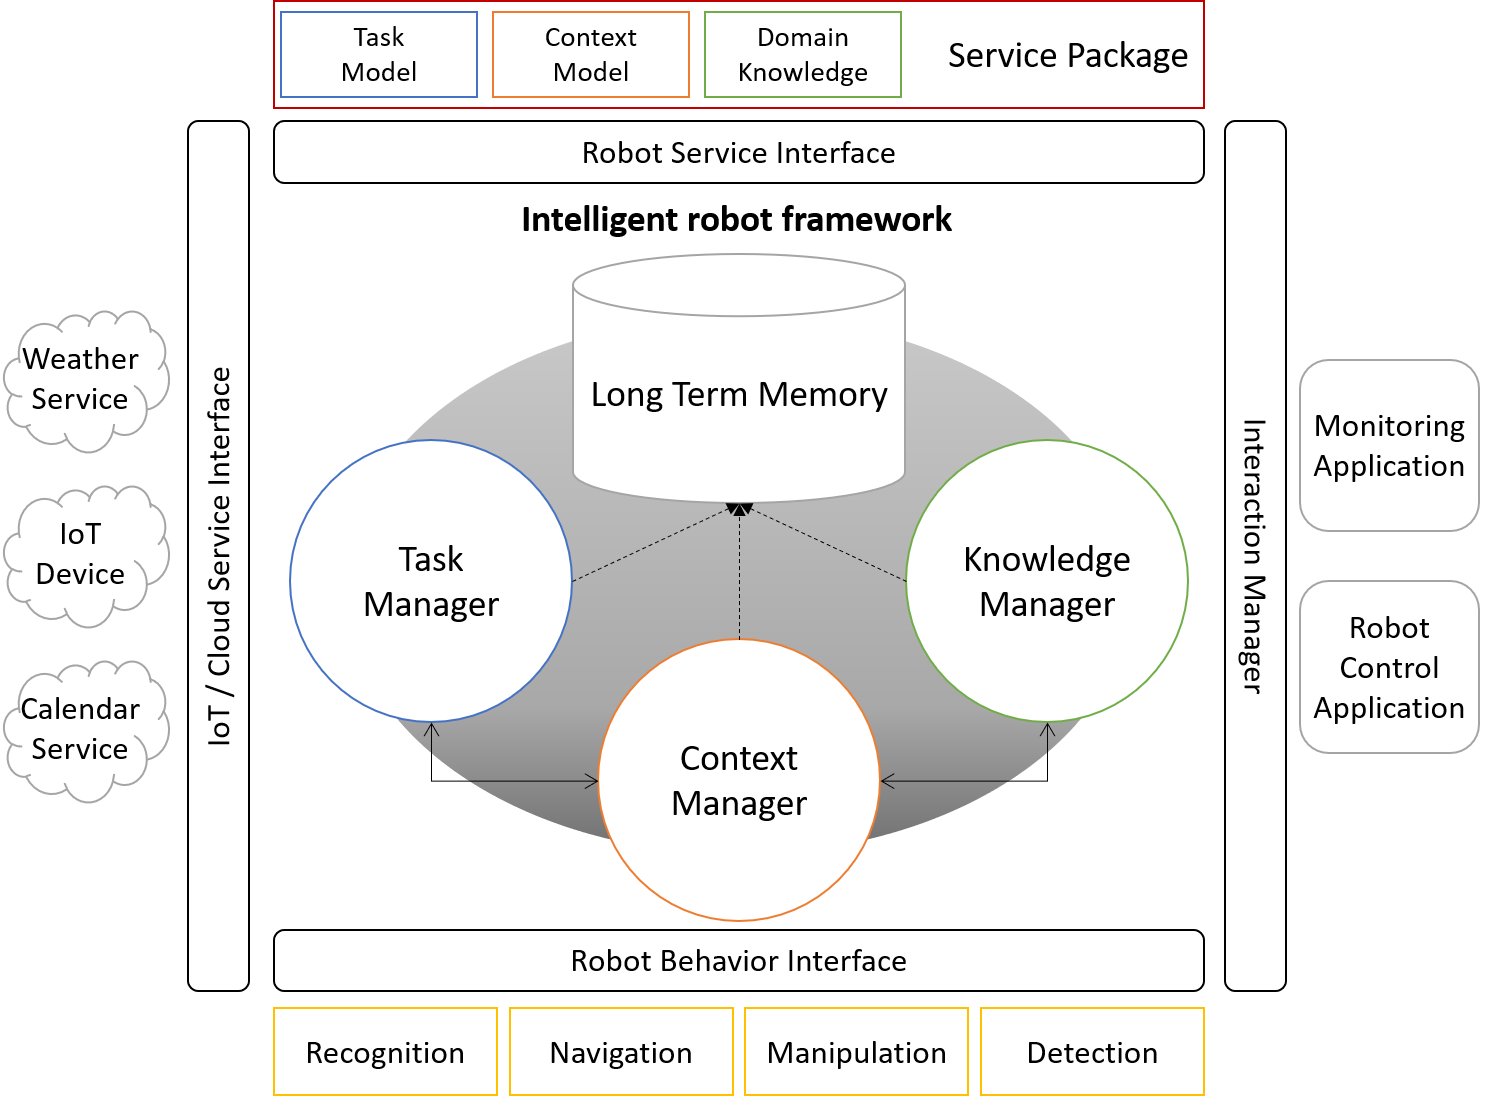 Task
Model
Context
Model
Domain
Knowledge
Service Package
Robot Service Interface
Intelligent robot framework
IoT / Cloud Service Interface
Weather
Service
IoT
Device
Calendar
Service
Long Term Memory
Task
Manager
Knowledge
Manager
Context
Manager
Interaction Manager
Monitoring
Application
Robot
Control
Application
Robot Behavior Interface
Recognition
Navigation
Manipulation
Detection